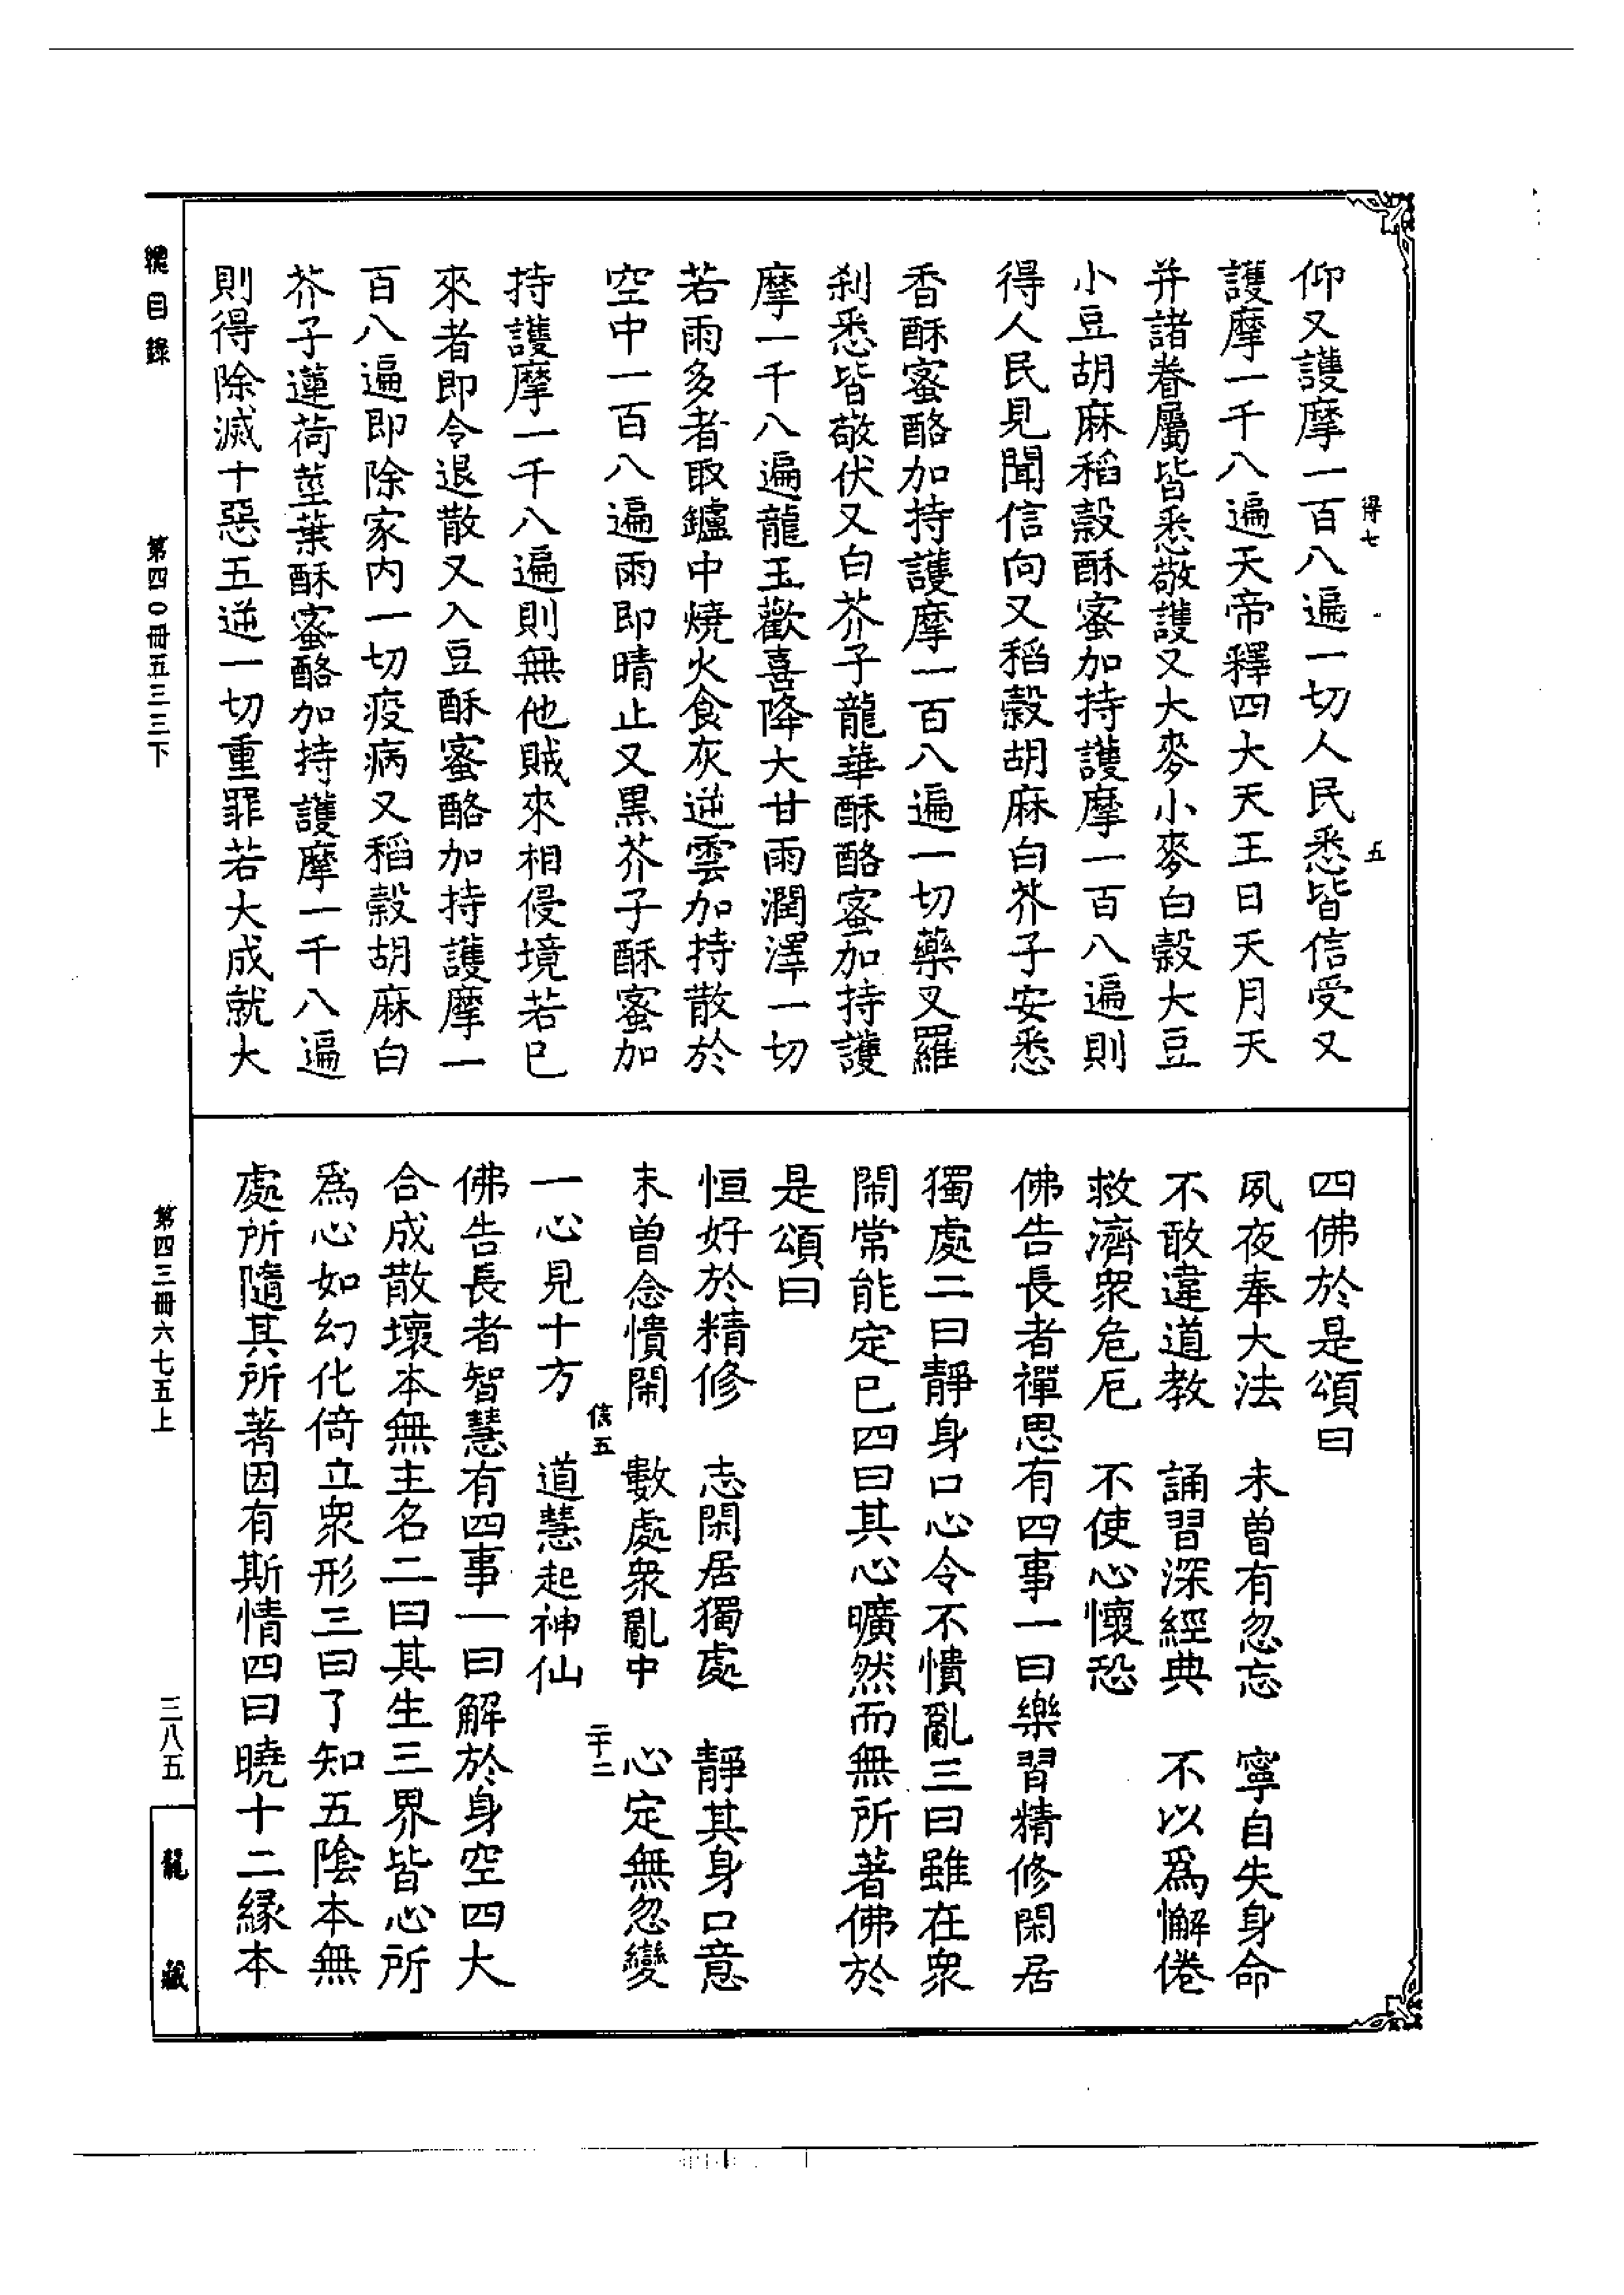 得七　五
仰又護摩一百八遍一切人民悉皆信受又
護摩一千八遍天帝釋四大天王日天月天
并諸眷屬皆悉敬護又大麥小麥白穀大豆
小豆胡麻稻穀酥蜜加持護摩一百八遍則
得人民見聞信向又稻穀胡麻白芥子安悉
香酥蜜酪加持護摩一百八遍一切藥叉羅
刹悉皆敬伏又白芥子龍華酥酪蜜加持護
摩一千八遍龍王歡喜降大甘雨潤澤一切
若雨多者取鑪中燒火食灰逆雲加持散於
空中一百八遍雨即晴止又黒芥子酥蜜加
持護摩一千八遍則無他賊來相侵境若已
來者即令退散又入豆酥蜜酪加持護摩一
百八遍即除家内一切疫病又稻穀胡麻白
芥子蓮荷莖葉酥蜜酪加持護摩一千八遍
則得除滅十惡五逆一切重罪若大成就大
四佛於是頌曰
夙夜奉大法　未曾有忽忘　寧自失身命
不敢違道教　誦習深經典　不以爲懈倦
救濟衆危厄　不使心懷恐
佛告長者禪思有四事一曰樂習精修閑居
獨處二曰靜身口心令不憒亂三曰雖在衆
閙常能定已四曰其心曠然而無所著佛於
是頌曰
恒好於精修　志閑居獨處　靜其身口意
末曽念憒閙　數處衆亂中　心定無忽變
一心見十方　道慧起神仙
信五　二十二
佛告長者智慧有四事一曰解於身空四大
合成散壞本無主名二曰其生三界皆心所
爲心如幻化倚立衆形三曰了知五陰本無
處所隨其所著因有斯情四曰曉十二縁本
總目錄
第四〇冊五三三下
第四三冊六七五上
三八五
龍藏